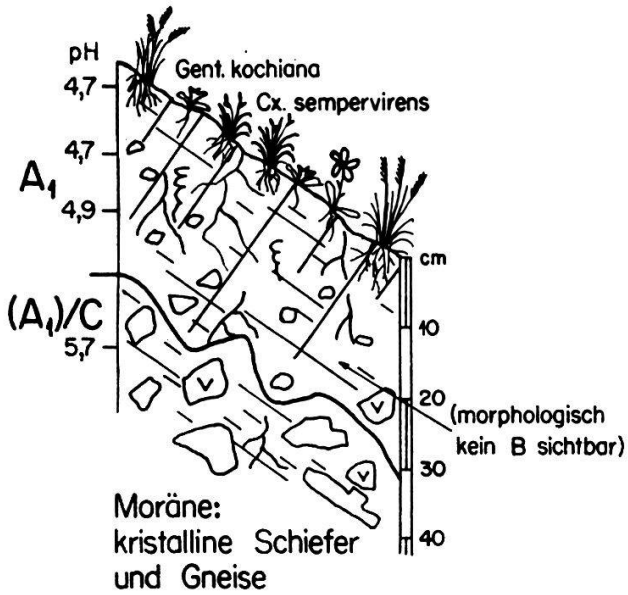 pH
4,7
Gent. kochiana
Cx. sempervirens
4,7
A₁
4,9
cm
(A₁)/C
10
5,7
20
(morphologisch
kein B sichtbar)
30
Moräne:
kristalline Schiefer
40
und Gneise
V
V
V